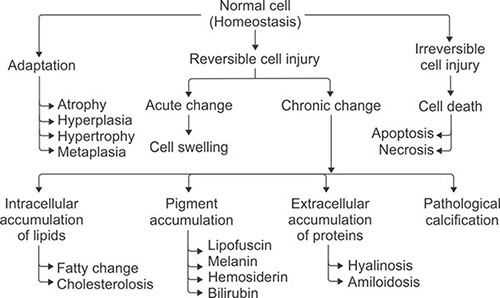 Normal cell
(Homeostasis)
Adaptation
Reversible cell injury
Irreversible
cell injury
Atrophy
Hyperplasia
Hypertrophy
Metaplasia
Acute change
Chronic change
Cell death
Cell swelling
Apoptosis
Necrosis
Intracellular
accumulation
of lipids
Pigment
accumulation
Extracellular
accumulation
of proteins
Pathological
calcification
Fatty change
Cholesterolosis
Lipofuscin
Melanin
Hemosiderin
Bilirubin
Hyalinosis
Amiloidosis